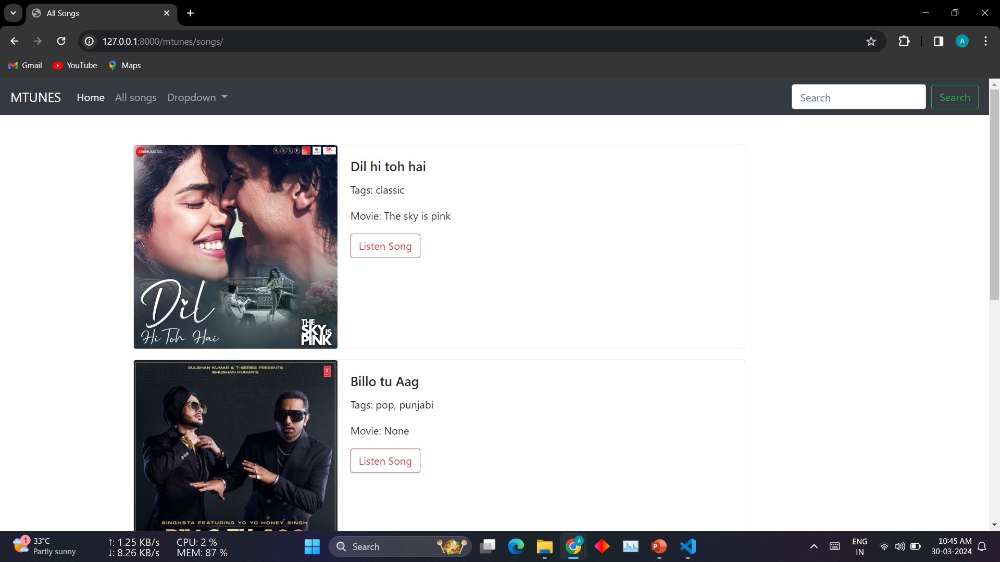 All Songs
127.0.0.1:8000/mtunes/songs/
Gmail YouTube Maps
MTUNES Home All songs Dropdown Search Search
ZEEMUSIC CO. R S V P SK
Dil hi toh hai
Tags: classic
Movie: The sky is pink
Listen Song
Dil
Hi Toh Hai
THE
SKY IS
PINK
GULSHAN KUMAR & T-SERIES PRESENTS
BHUSHAN KUMAR'S
Billo tu Aag
Tags: pop, punjabi
Movie: None
Listen Song
SINGHSTA FEATURING YO YO HONEY SINGH
1 33°C
Partly sunny
↑: 1.25 KB/s
↓: 8.26 KB/s
CPU: 2 %
MEM: 87 %
Search
ENG
IN
10:45 AM
30-03-2024